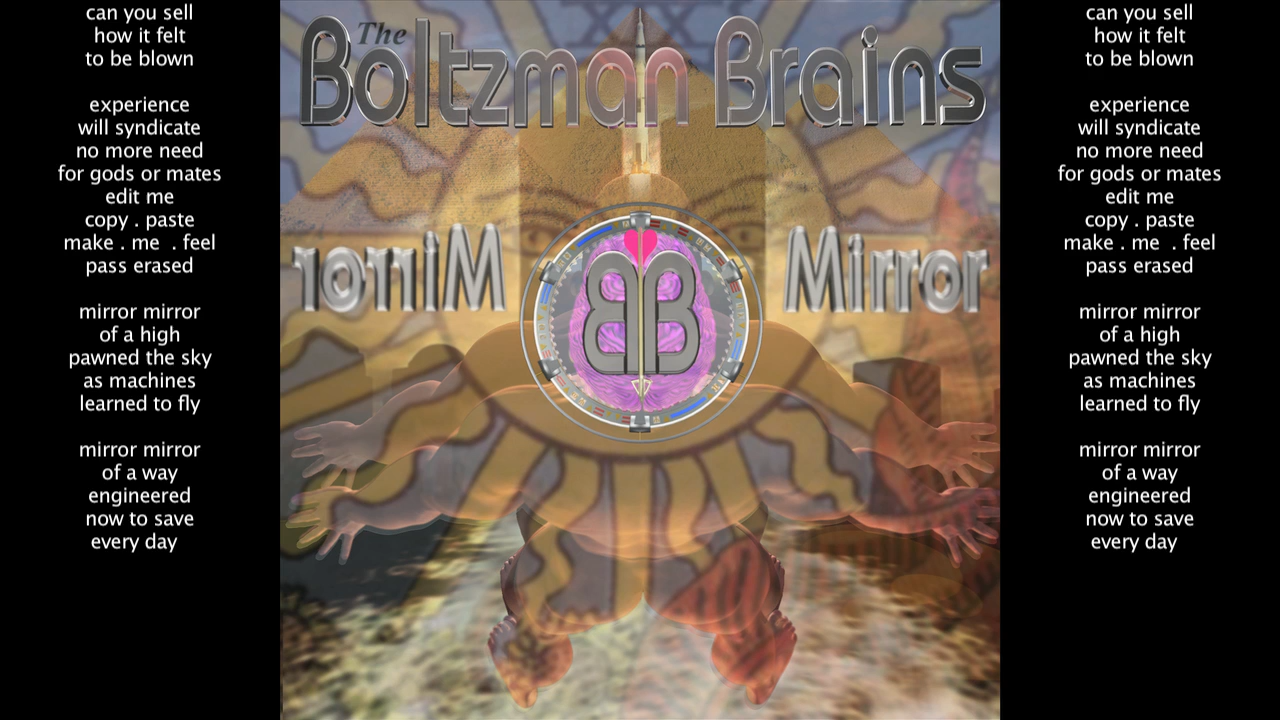 can you sell
how it felt
to be blown
experience
will syndicate
no more need
for gods or mates
edit me
copy . paste
make . me . feel
pass erased
mirror mirror
of a high
pawned the sky
as machines
learned to fly
mirror mirror
of a way
engineered
now to save
every day
The
Boltzman Brains
Mirror
Mirror
BB
can you sell
how it felt
to be blown
experience
will syndicate
no more need
for gods or mates
edit me
copy . paste
make . me . feel
pass erased
mirror mirror
of a high
pawned the sky
as machines
learned to fly
mirror mirror
of a way
engineered
now to save
every day